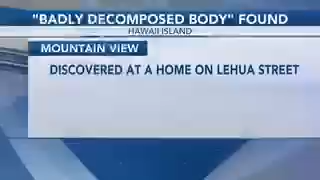 "BADLY DECOMPOSED BODY" FOUND
HAWAII ISLAND
MOUNTAIN VIEW
DISCOVERED AT A HOME ON LEHUA STREET